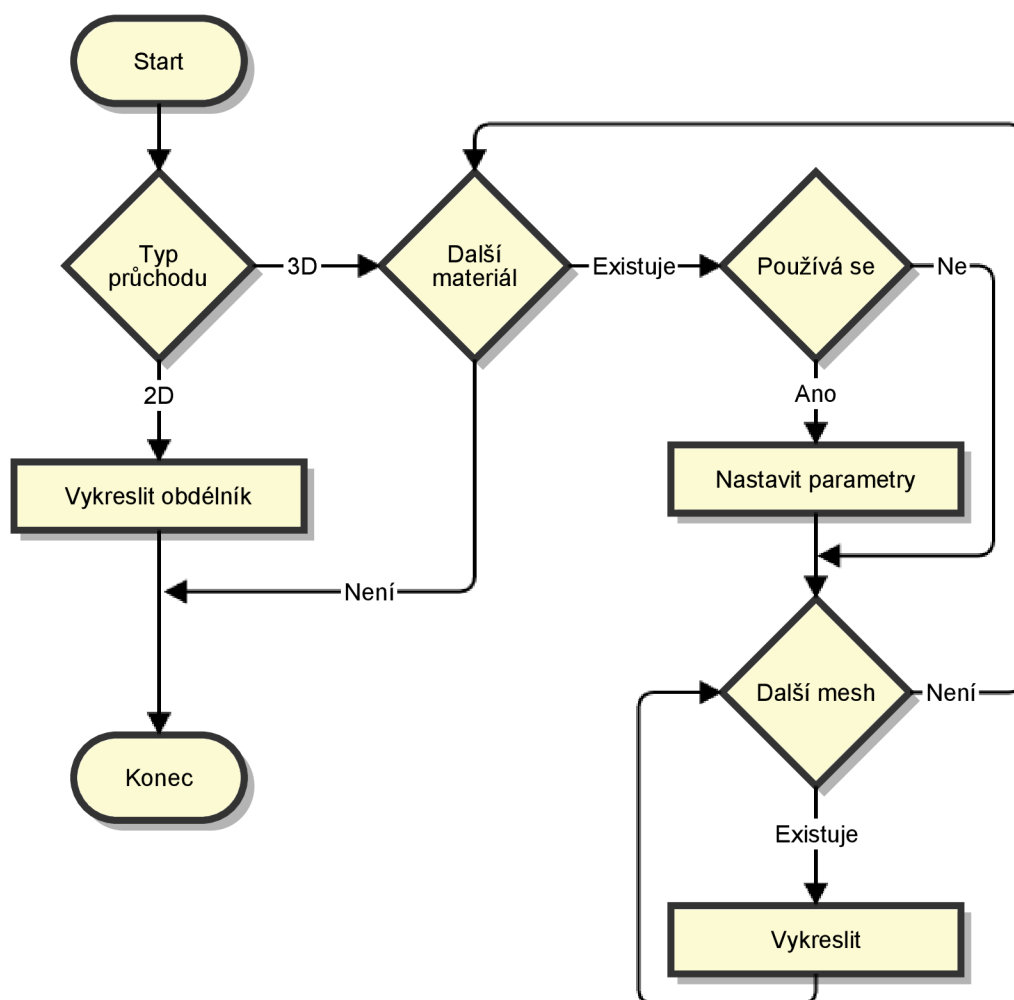 Start
Typ
průchodu
3D
Další
materiál
Existuje
Používá se
Ne
2D
Ano
Vykreslit obdélník
Nastavit parametry
Není
Další mesh
Není
Konec
Existuje
Vykreslit